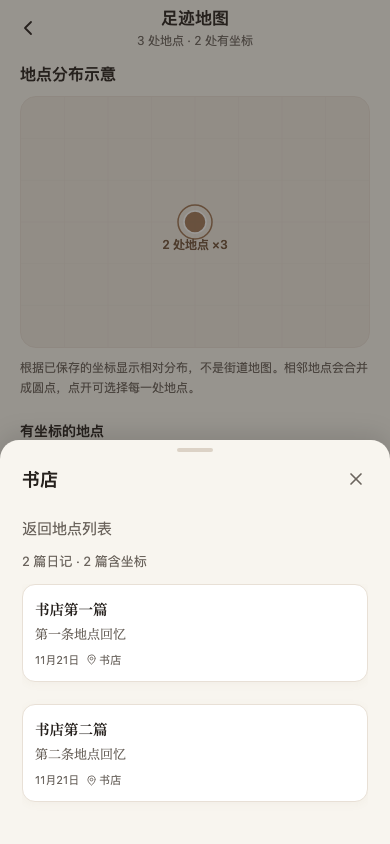 足迹地图
3 处地点 · 2 处有坐标
地点分布示意
2 处地点 ×3
根据已保存的坐标显示相对分布，不是街道地图。相邻地点会合并
成圆点，点开可选择每一处地点。
有坐标的地点
书店
返回地点列表
2 篇日记 · 2 篇含坐标
书店第一篇
第一条地点回忆
11月21日 书店
书店第二篇
第二条地点回忆
11月21日 书店